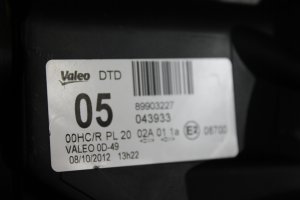 Valeo DTD
05
89903227
043933
00HC/R PL 20 02A 01 1a E2 08700
VALEO 0D-49
08/10/2012 13h22